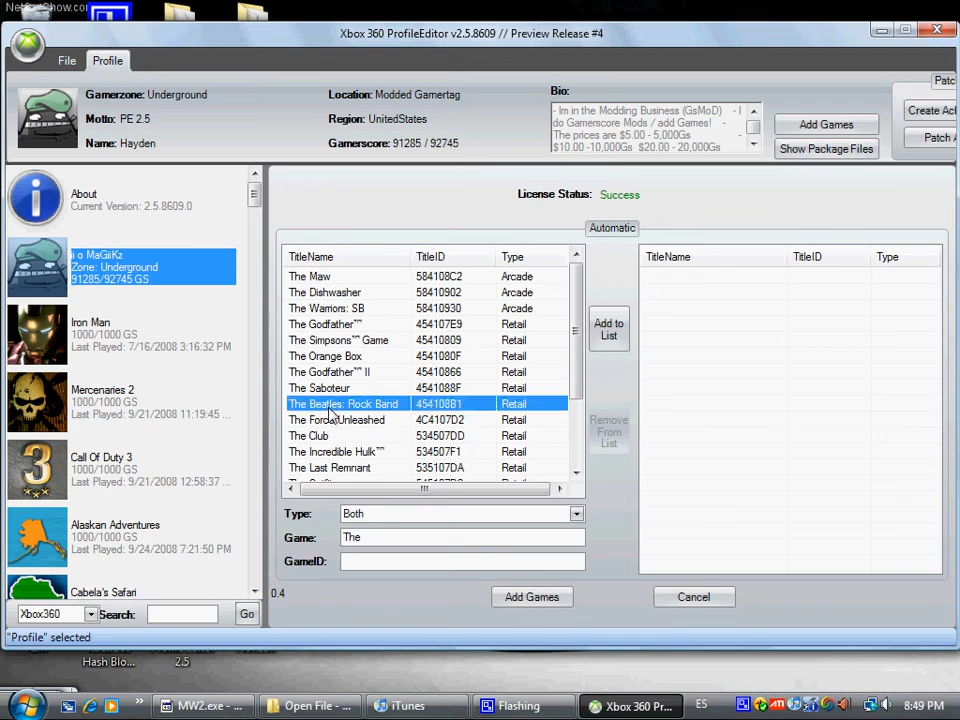 Xbox 360 ProfileEditor v2.5.8609 // Preview Release #4
File Profile
Gamerzone: Underground
Motto: PE 2.5
Name: Hayden
Location: Modded Gamertag
Region: UnitedStates
Gamerscore: 91285 / 92745
Bio:
- Im in the Modding Business (GsMoD) - I
do Gamerscore Mods / add Games! -
The prices are $5.00 - 5,000Gs -
$10.00 -10,000Gs $20.00 - 20,000Gs
Add Games
Show Package Files
About
Current Version: 2.5.8609.0
ii o MaGiiKz
Zone: Underground
91285/92745 GS
Iron Man
1000/1000 GS
Last Played: 7/16/2008 3:16:32 PM
Mercenaries 2
1000/1000 GS
Last Played: 9/21/2008 11:19:45 ...
Call Of Duty 3
1000/1000 GS
Last Played: 9/21/2008 12:58:37 ...
Alaskan Adventures
1000/1000 GS
Last Played: 9/24/2008 7:21:50 PM
Cabela's Safari
Xbox360 Search: Go
"Profile" selected
License Status: Success
Automatic
TitleName TitleID Type
The Maw 584108C2 Arcade
The Dishwasher 58410902 Arcade
The Warriors: SB 58410930 Arcade
The Godfather™ 454107E9 Retail
The Simpsons™ Game 45410809 Retail
The Orange Box 4541080F Retail
The Godfather™ II 45410866 Retail
The Saboteur 4541088F Retail
The Beatles: Rock Band 454108B1 Retail
The Force Unleashed 4C4107D2 Retail
The Club 534507DD Retail
The Incredible Hulk™ 534507F1 Retail
The Last Remnant 535107DA Retail
Add to
List
Remove
From
List
TitleName TitleID Type
Type: Both
Game: The
GameID:
0.4
Add Games Cancel
Hash Blo...
2.5
MW2.exe - ... Open File - ... iTunes Flashing Xbox 360 Pr... ES 8:49 PM